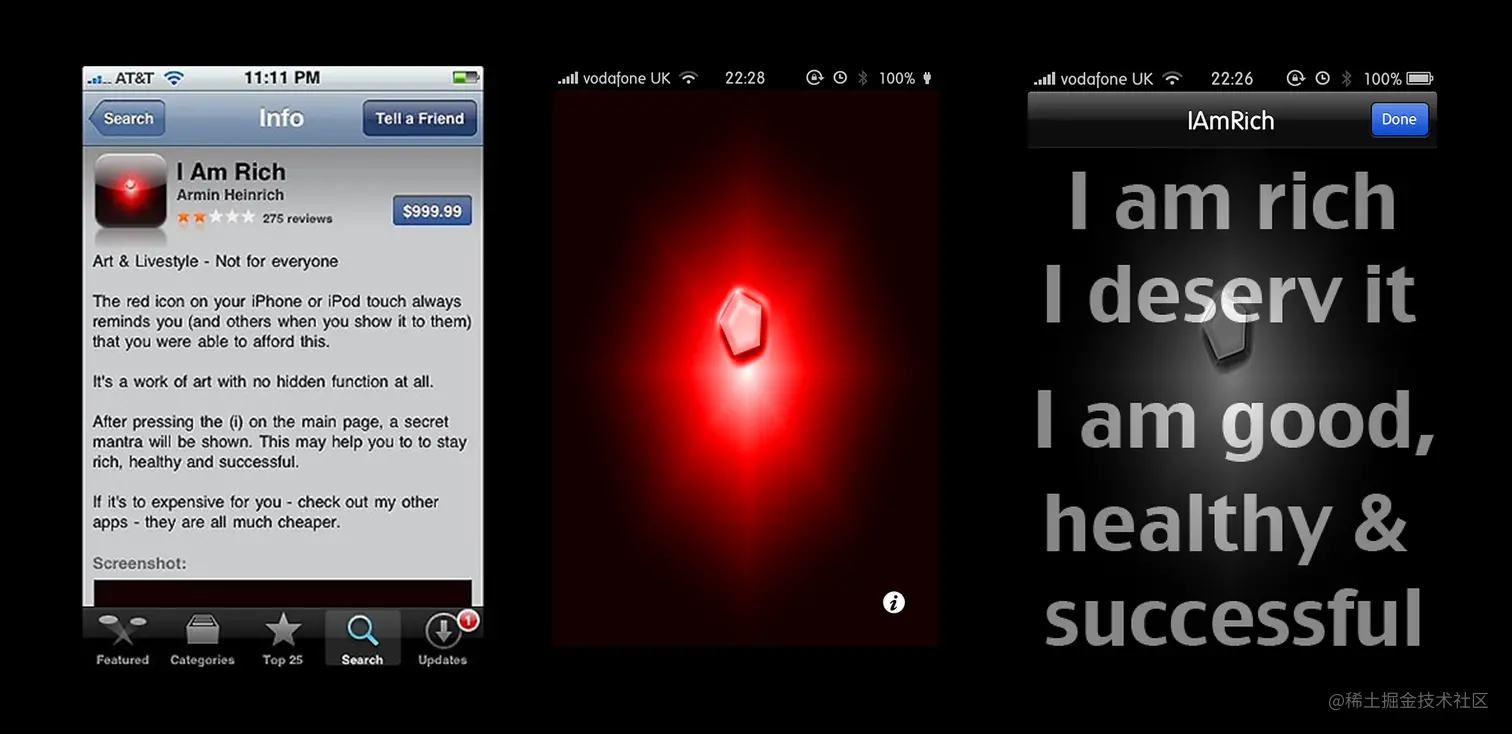 AT&T 11:11 PM
Search Info Tell a Friend
I Am Rich
Armin Heinrich
275 reviews $999.99
Art & Livestyle - Not for everyone
The red icon on your iPhone or iPod touch always
reminds you (and others when you show it to them)
that you were able to afford this.
It's a work of art with no hidden function at all.
After pressing the (i) on the main page, a secret
mantra will be shown. This may help you to to stay
rich, healthy and successful.
If it's to expensive for you - check out my other
apps - they are all much cheaper.
Screenshot:
1
Featured Categories Top 25 Search Updates
vodafone UK 22:28 100%
i
vodafone UK 22:26 100%
IAmRich Done
I am rich
I deserv it
I am good,
healthy &
successful
@稀土掘金技术社区